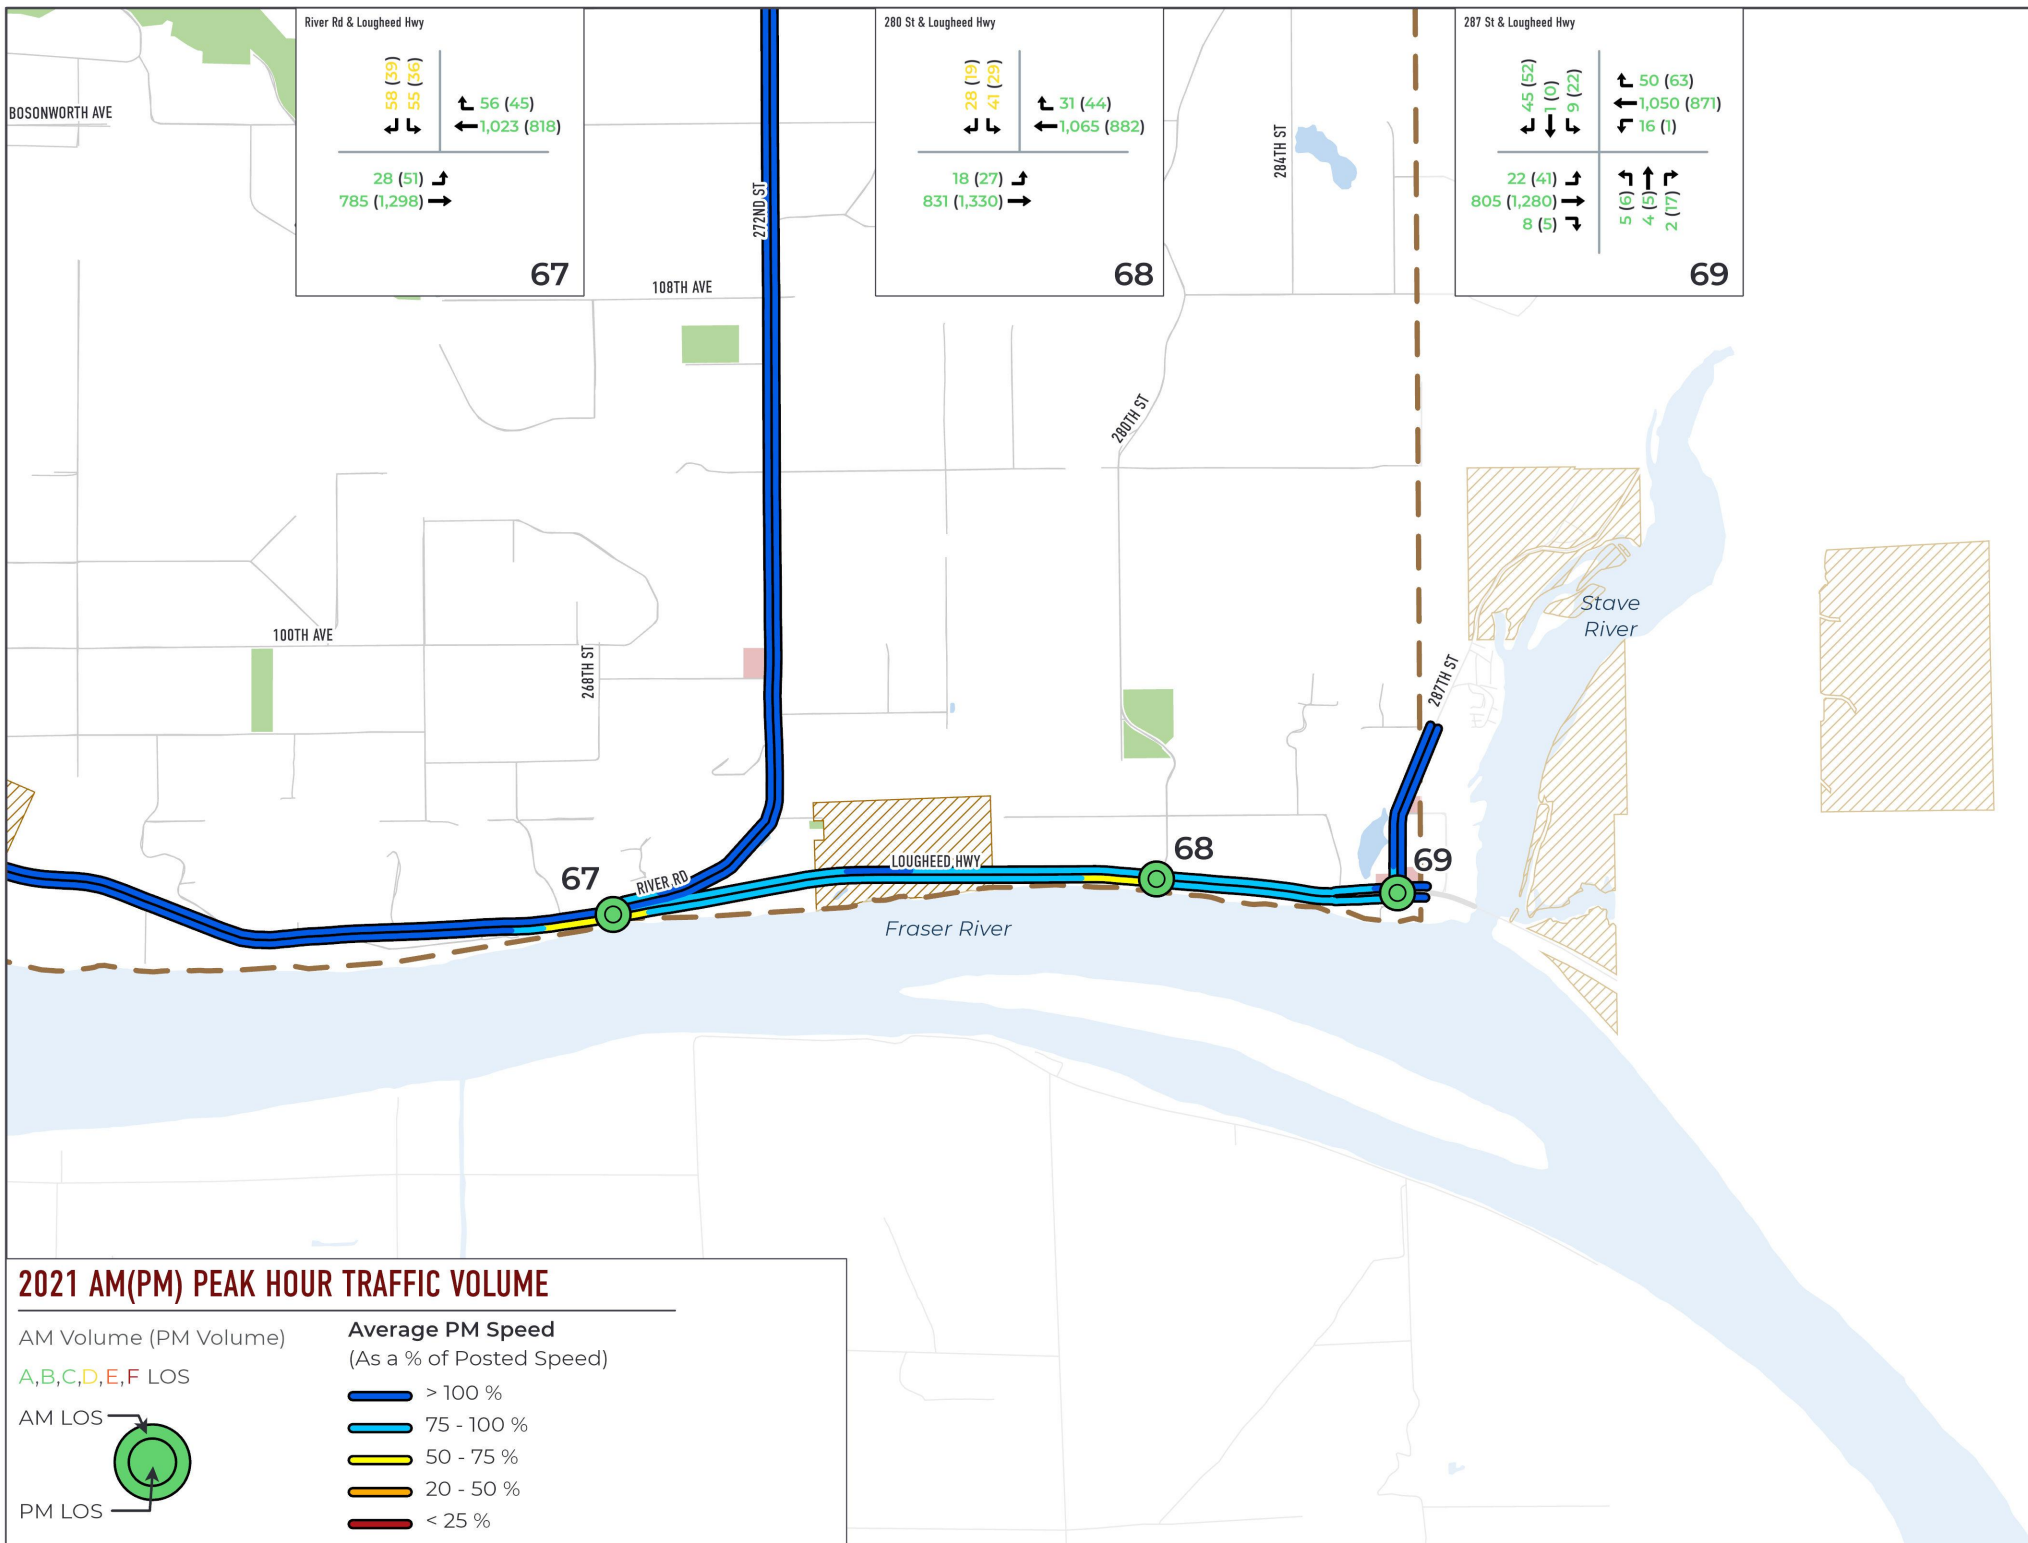 River Rd & Lougheed Hwy
58 (39)
55 (36)
56 (45)
1,023 (818)
28 (51)
785 (1,298)
67
280 St & Lougheed Hwy
28 (19)
41 (29)
31 (44)
1,065 (882)
18 (27)
831 (1,330)
68
287 St & Lougheed Hwy
45 (52)
1 (0)
9 (22)
50 (63)
1,050 (871)
16 (1)
22 (41)
805 (1,280)
8 (5)
5 (6)
4 (5)
2 (17)
69
BOSONWORTH AVE
272ND ST
284TH ST
108TH AVE
280TH ST
Stave
River
100TH AVE
268TH ST
287TH ST
67
RIVER RD
LOUGHEED HWY
68
69
Fraser River
2021 AM(PM) PEAK HOUR TRAFFIC VOLUME
AM Volume (PM Volume)
A,B,C,D,E,F LOS
AM LOS
PM LOS
Average PM Speed
(As a % of Posted Speed)
> 100 %
75 - 100 %
50 - 75 %
20 - 50 %
< 25 %